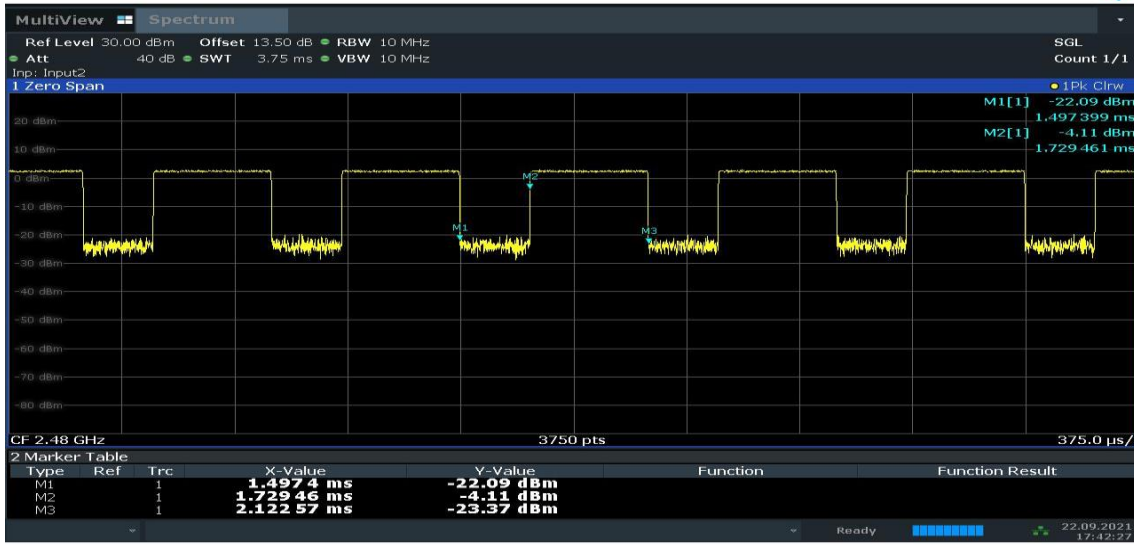 MultiView Spectrum
Ref Level 30.00 dBm Offset 13.50 dB RBW 10 MHz SGL
Att 40 dB SWT 3.75 ms VBW 10 MHz Count 1/1
Inp: Input2
1 Zero Span 1Pk Clrw
M1[1] -22.09 dBm
1.497399 ms
20 dBm
M2[1] -4.11 dBm
1.729461 ms
10 dBm
0 dBm
M2
-10 dBm
M1
M3
-20 dBm
-30 dBm
-40 dBm
-50 dBm
-60 dBm
-70 dBm
-80 dBm
CF 2.48 GHz 3750 pts 375.0 µs/
2 Marker Table
Type Ref Trc X-Value Y-Value Function Function Result
M1 1 1.4974 ms -22.09 dBm
M2 1 1.72946 ms -4.11 dBm
M3 1 2.12257 ms -23.37 dBm
Ready 22.09.2021
17:42:27